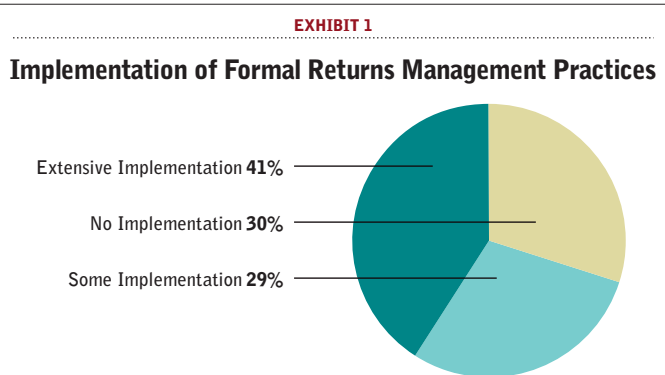 EXHIBIT 1
Implementation of Formal Returns Management Practices
Extensive Implementation 41%
No Implementation 30%
Some Implementation 29%